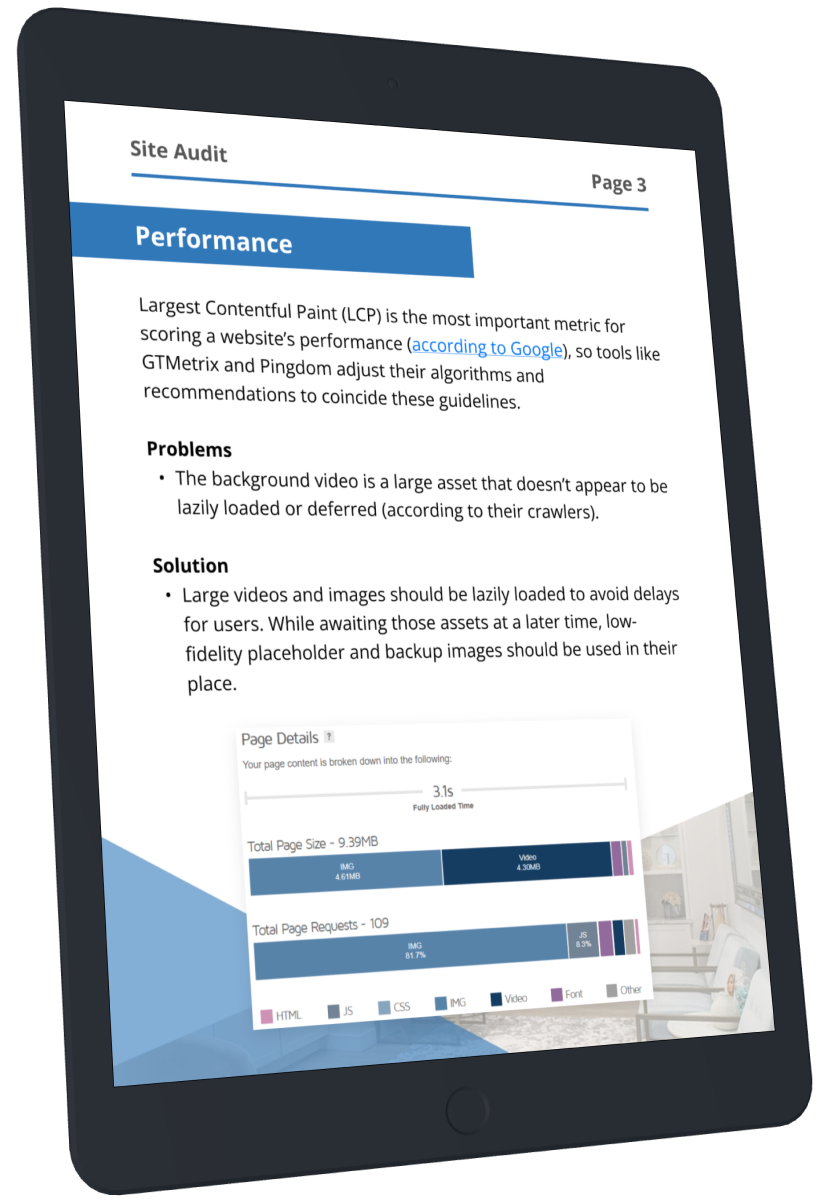 Site Audit
Page 3
Performance
Largest Contentful Paint (LCP) is the most important metric for
scoring a website's performance (according to Google), so tools like
GTMetrix and Pingdom adjust their algorithms and
recommendations to coincide these guidelines.
Problems
• The background video is a large asset that doesn't appear to be
lazily loaded or deferred (according to their crawlers).
Solution
• Large videos and images should be lazily loaded to avoid delays
for users. While awaiting those assets at a later time, low-
fidelity placeholder and backup images should be used in their
place.
Page Details ?
Your page content is broken down into the following:
3.1s
Fully Loaded Time
Total Page Size - 9.39MB
IMG Video
4.61MB 4.30MB
Total Page Requests - 109
IMG JS
81.7% 8.3%
HTML JS CSS IMG Video Font Other